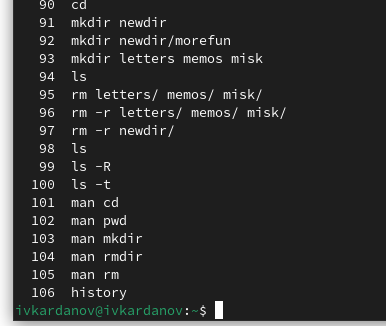 90 cd
91 mkdir newdir
92 mkdir newdir/morefun
93 mkdir letters memos misk
94 ls
95 rm letters/ memos/ misk/
96 rm -r letters/ memos/ misk/
97 rm -r newdir/
98 ls
99 ls -R
100 ls -t
101 man cd
102 man pwd
103 man mkdir
104 man rmdir
105 man rm
106 history
ivkardanov@ivkardanov:~$